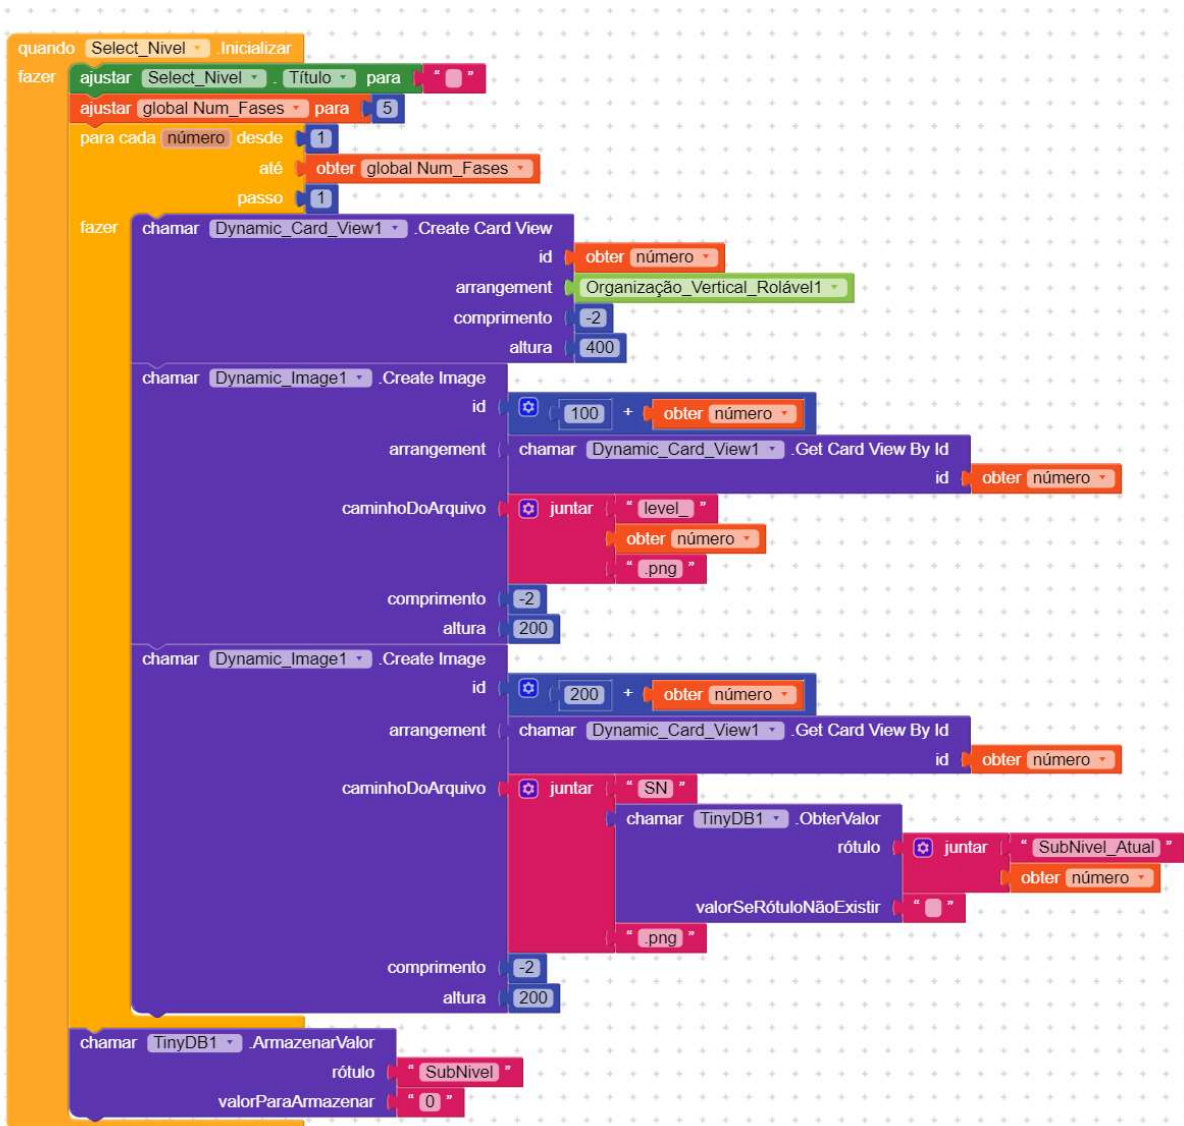 quando Select_Nivel .Inicializar
fazer ajustar Select_Nivel . Título para " "
ajustar global Num_Fases para 5
para cada número desde 1
até obter global Num_Fases
passo 1
fazer chamar Dynamic_Card_View1 .Create Card View
id obter número
arrangement Organização_Vertical_Rolável1
comprimento -2
altura 400
chamar Dynamic_Image1 .Create Image
id 100 + obter número
arrangement chamar Dynamic_Card_View1 .Get Card View By Id
id obter número
caminhoDoArquivo juntar " level_ "
obter número
" .png "
comprimento -2
altura 200
chamar Dynamic_Image1 .Create Image
id 200 + obter número
arrangement chamar Dynamic_Card_View1 .Get Card View By Id
id obter número
caminhoDoArquivo juntar " SN "
chamar TinyDB1 .ObterValor
rótulo juntar " SubNivel_Atual "
obter número
valorSeRótuloNãoExistir " "
" .png "
comprimento -2
altura 200
chamar TinyDB1 .ArmazenarValor
rótulo " SubNivel "
valorParaArmazenar " 0 "